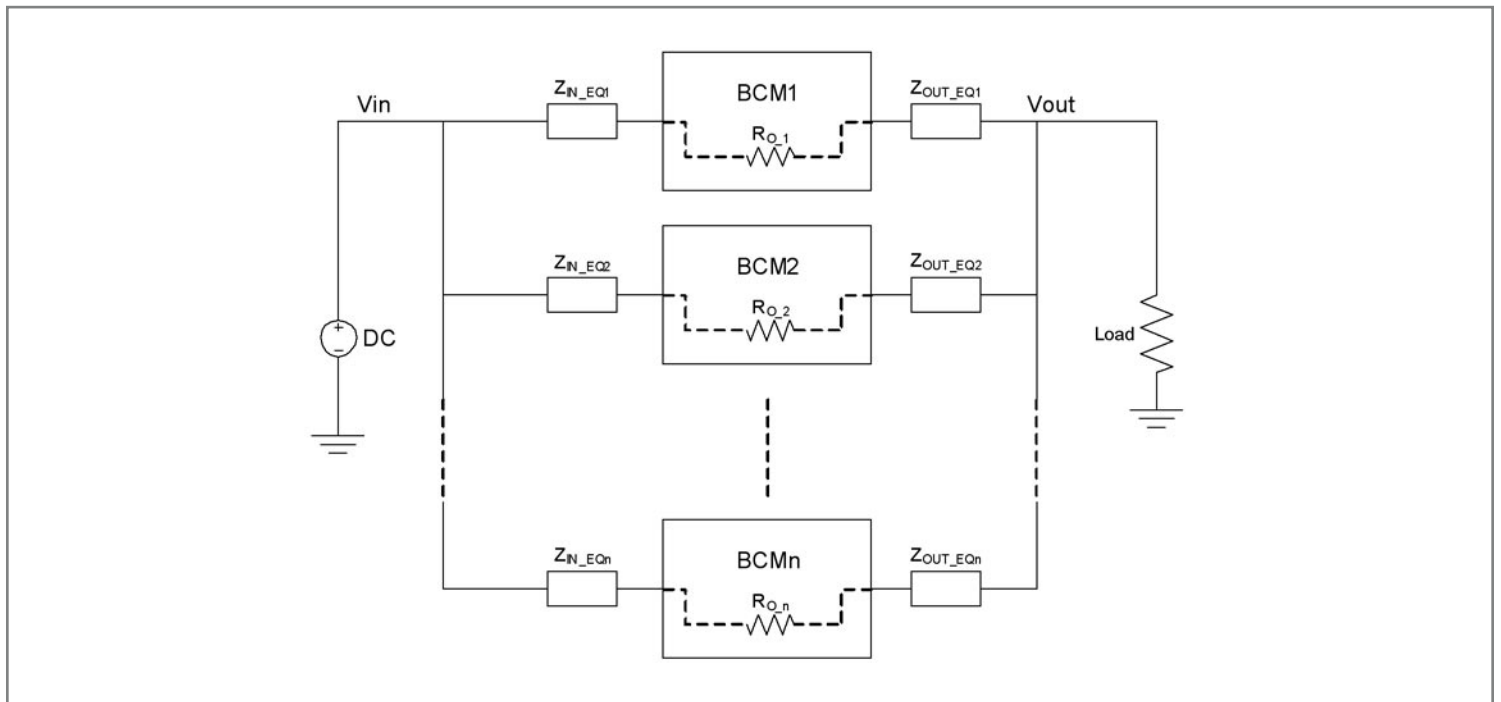 Vin
Z_IN_EQ1
BCM1
R_O_1
Z_OUT_EQ1
Vout
Z_IN_EQ2
BCM2
R_O_2
Z_OUT_EQ2
+
−
DC
Load
Z_IN_EQn
BCMn
R_O_n
Z_OUT_EQn